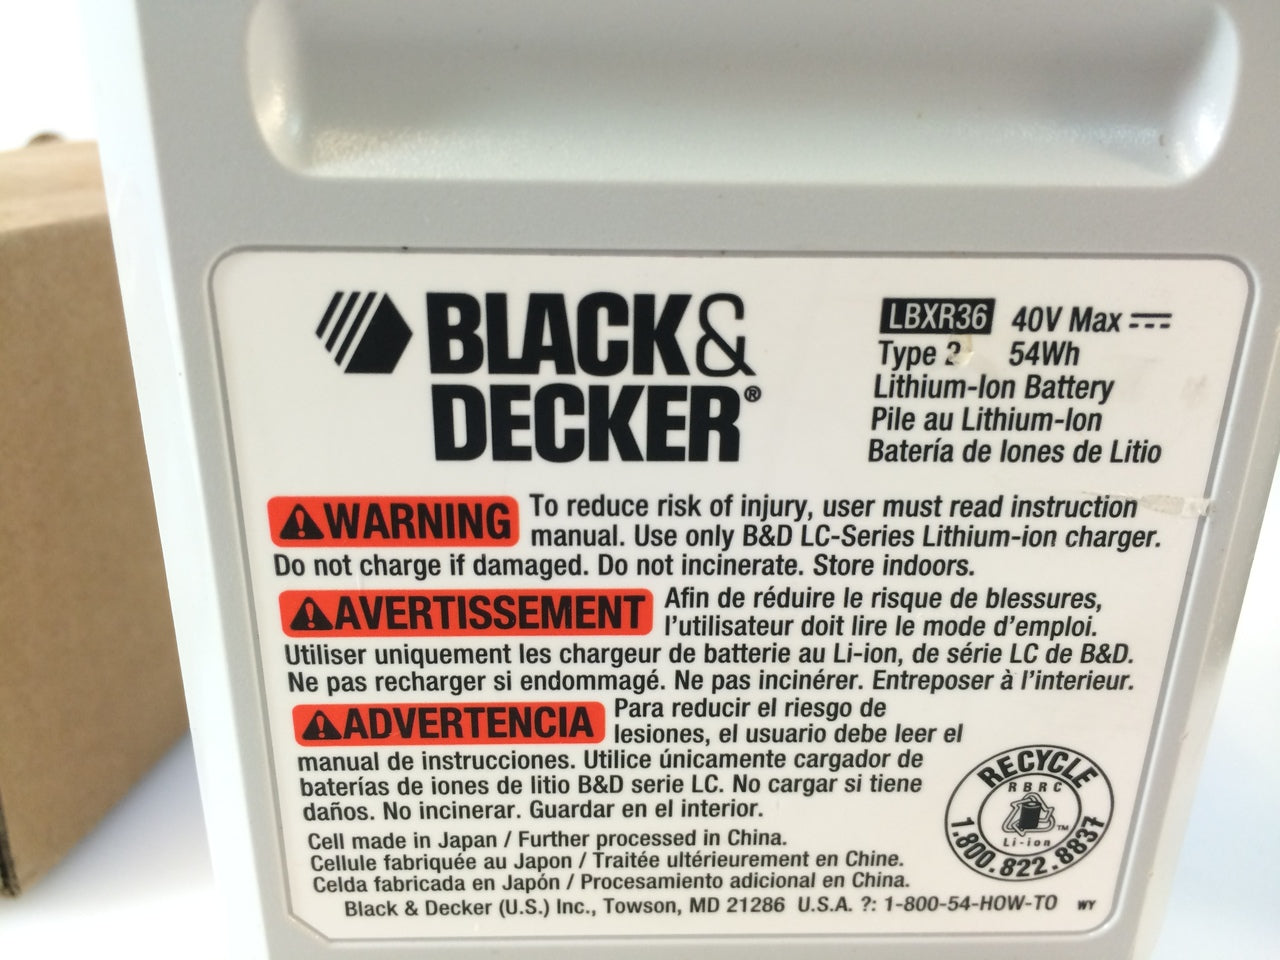 BLACK&
DECKER®
LBXR36 40V Max
Type 2 54Wh
Lithium-Ion Battery
Pile au Lithium-Ion
Batería de Iones de Litio
WARNING To reduce risk of injury, user must read instruction
manual. Use only B&D LC-Series Lithium-ion charger.
Do not charge if damaged. Do not incinerate. Store indoors.
AVERTISSEMENT Afin de réduire le risque de blessures,
l'utilisateur doit lire le mode d'emploi.
Utiliser uniquement les chargeur de batterie au Li-ion, de série LC de B&D.
Ne pas recharger si endommagé. Ne pas incinérer. Entreposer à l'interieur.
ADVERTENCIA Para reducir el riesgo de
lesiones, el usuario debe leer el
manual de instrucciones. Utilice únicamente cargador de
baterías de iones de litio B&D serie LC. No cargar si tiene
daños. No incinerar. Guardar en el interior.
RECYCLE
RBRC
TM
Li-ion
1.800.822.8837
Cell made in Japan / Further processed in China.
Cellule fabriquée au Japon / Traitée ultérieurement en Chine.
Celda fabricada en Japón / Procesamiento adicional en China.
Black & Decker (U.S.) Inc., Towson, MD 21286 U.S.A. ?: 1-800-54-HOW-TO WY